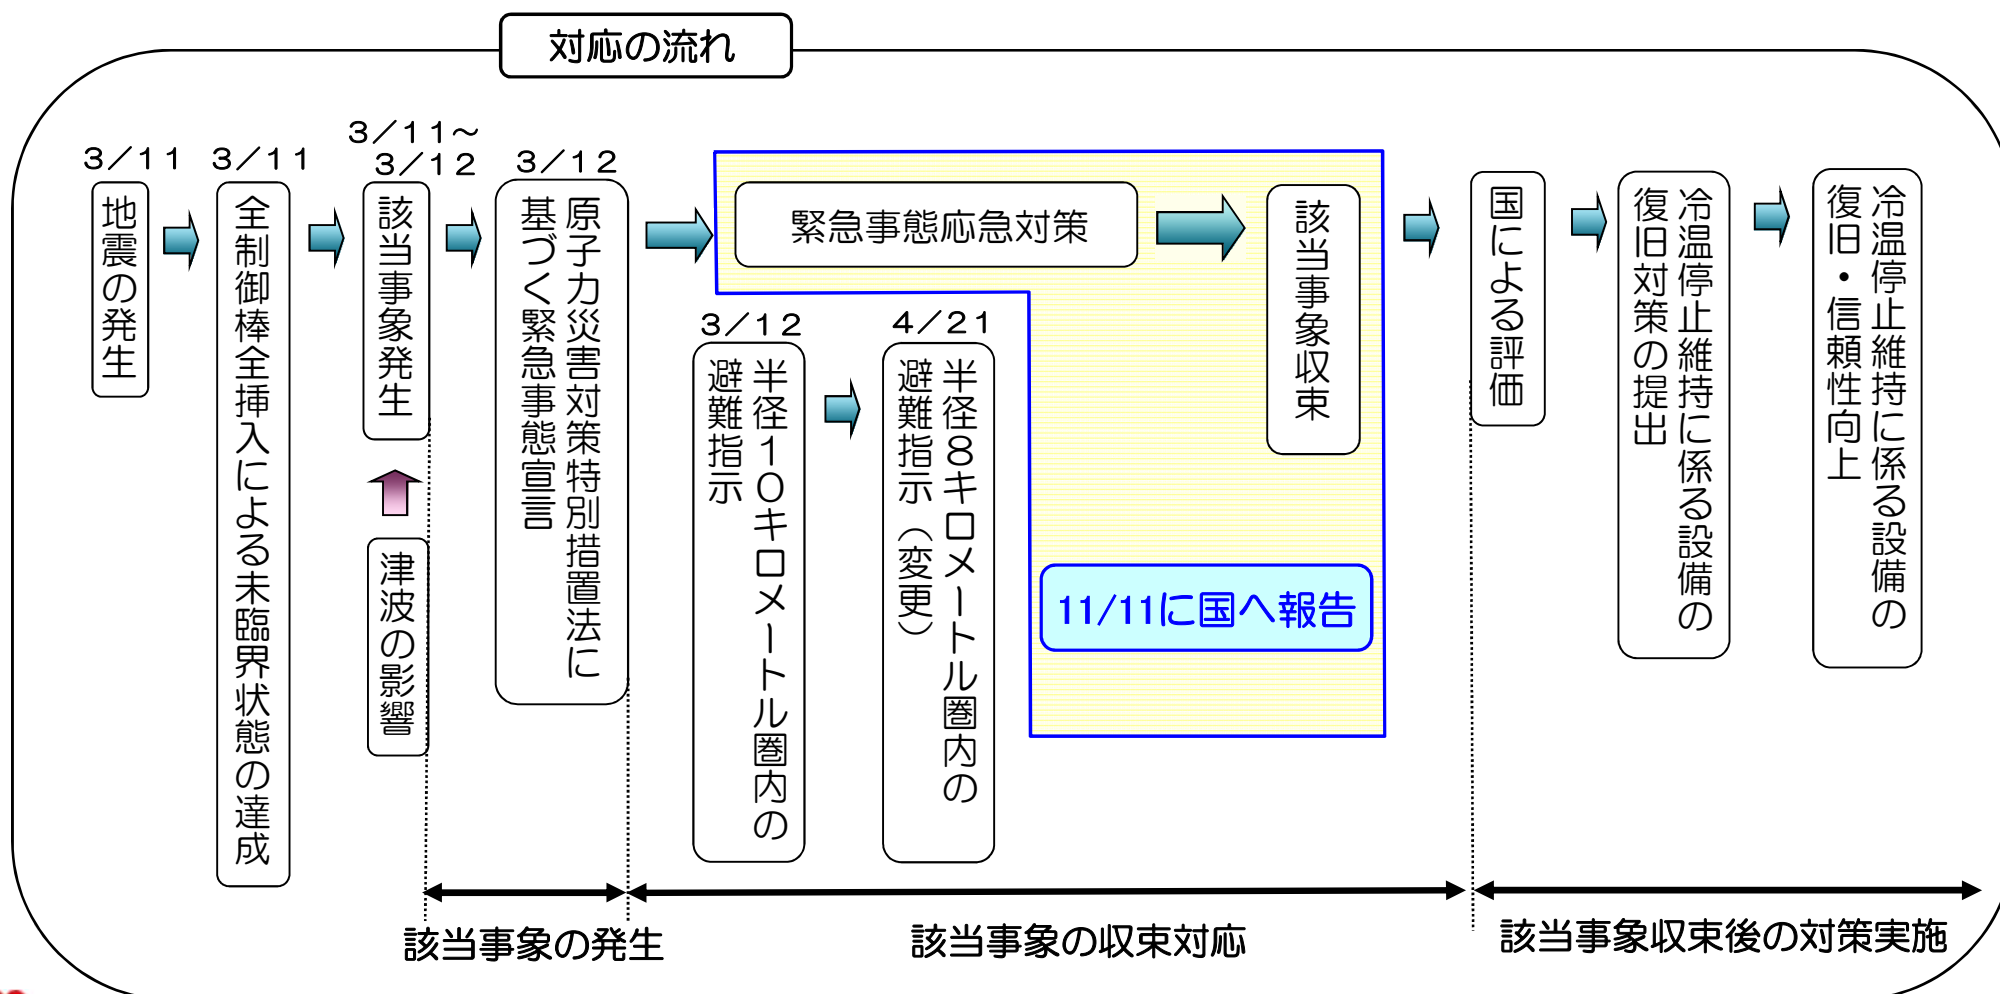 対応の流れ
3/11
地震の発生
3/11
全制御棒全挿入による未臨界状態の達成
3/11～
3/12
該当事象発生
津波の影響
3/12
原子力災害対策特別措置法に
基づく緊急事態宣言
緊急事態応急対策
該当事象収束
3/12
半径10キロメートル圏内の
避難指示
4/21
半径8キロメートル圏内の
避難指示（変更）
11/11に国へ報告
国による評価
冷温停止維持に係る設備の
復旧対策の提出
冷温停止維持に係る設備の
復旧・信頼性向上
該当事象の発生
該当事象の収束対応
該当事象収束後の対策実施